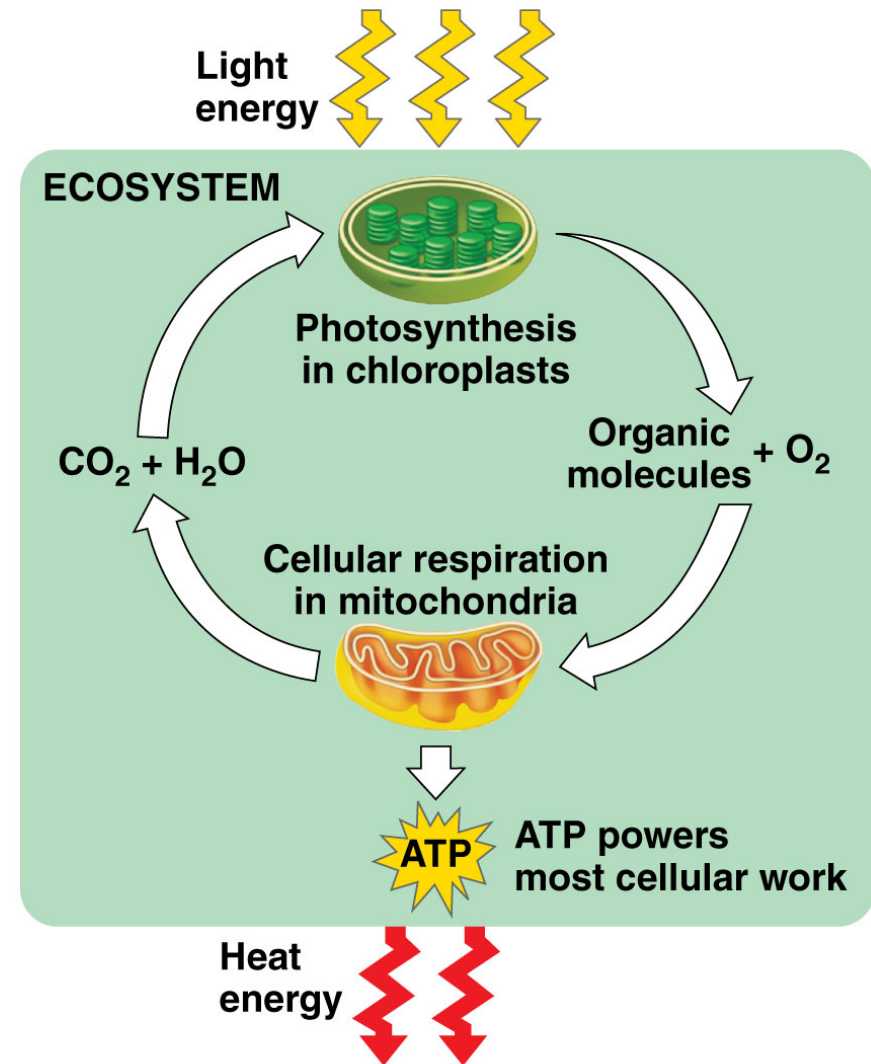 Light
energy
ECOSYSTEM
Photosynthesis
in chloroplasts
CO₂ + H₂O
Organic
molecules + O₂
Cellular respiration
in mitochondria
ATP
ATP powers
most cellular work
Heat
energy